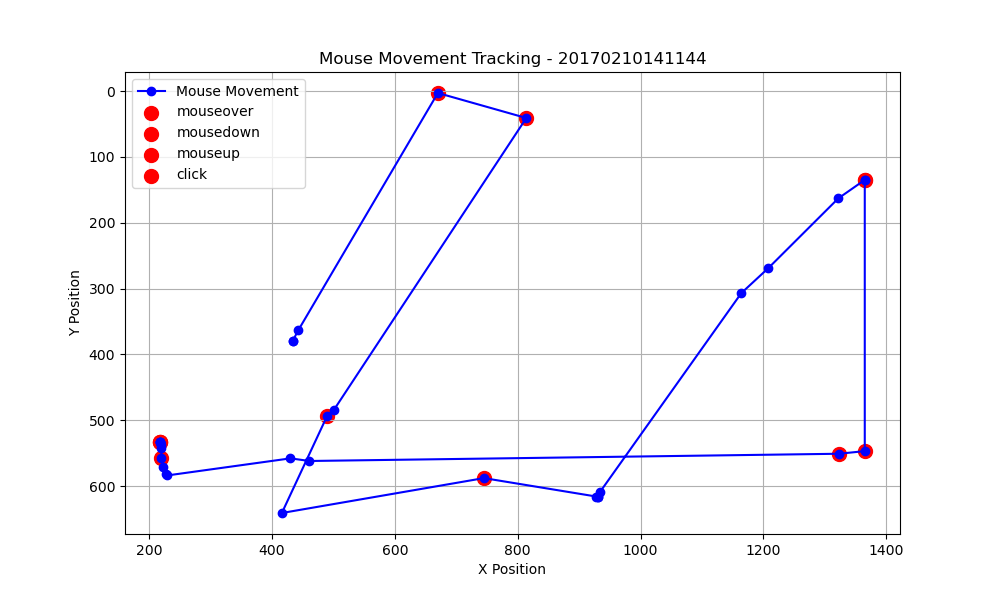 Mouse Movement Tracking - 20170210141144
Mouse Movement
mouseover
mousedown
mouseup
click
0
100
200
300
400
500
600
Y Position
200
400
600
800
1000
1200
1400
X Position